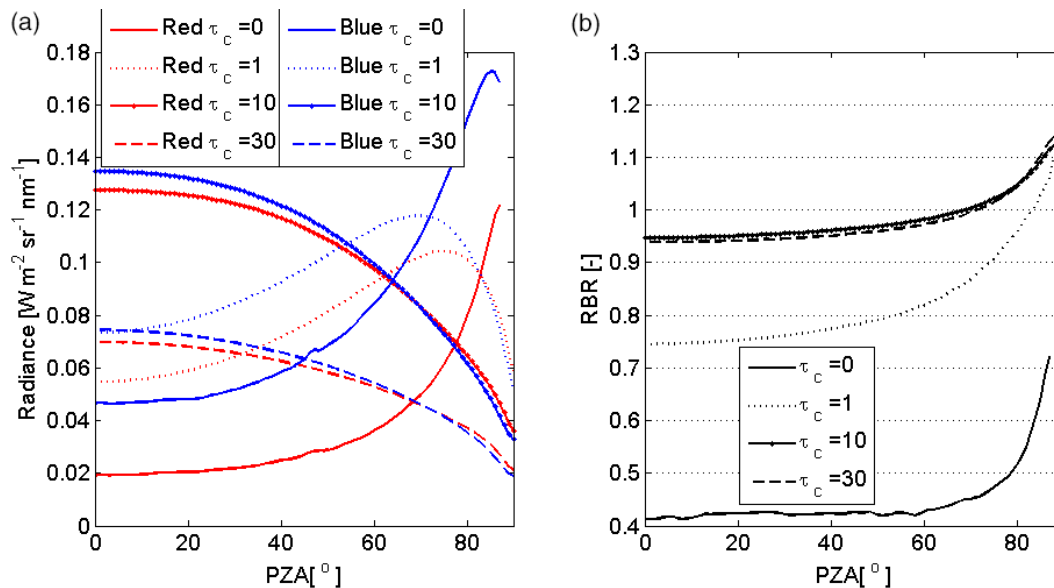 (a)
Red τ c =0
Red τ c =1
Red τ c =10
Red τ c =30
Blue τ c =0
Blue τ c =1
Blue τ c =10
Blue τ c =30
0.18
0.16
0.14
0.12
0.1
0.08
0.06
0.04
0.02
0
Radiance [W m-2 sr-1 nm-1]
0 20 40 60 80
PZA[ o ]
(b)
1.3
1.2
1.1
1
0.9
0.8
0.7
0.6
0.5
0.4
RBR [-]
τ c =0
τ c =1
τ c =10
τ c =30
0 20 40 60 80
PZA[ o ]